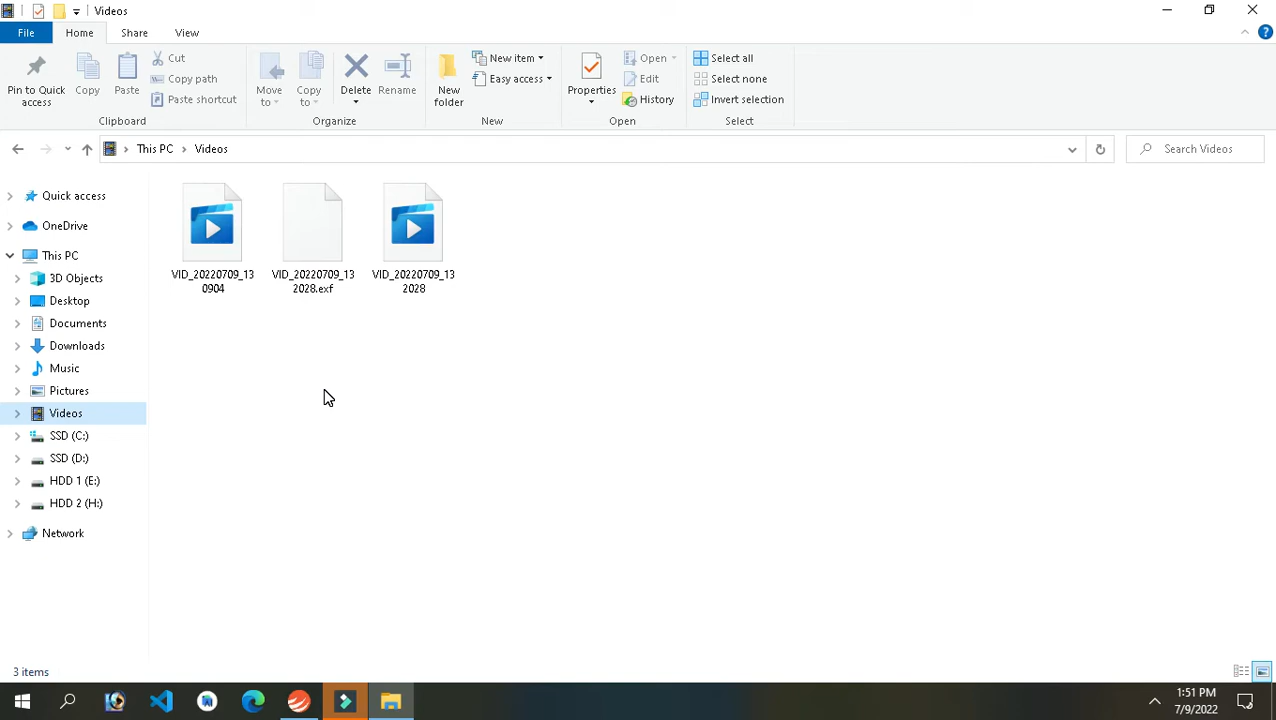 Videos
File Home Share View
Pin to Quick access
Copy
Paste
Cut
Copy path
Paste shortcut
Clipboard
Move to
Copy to
Delete
Rename
Organize
New folder
New item
Easy access
New
Properties
Open
Edit
History
Open
Select all
Select none
Invert selection
Select
This PC > Videos
Search Videos
Quick access
OneDrive
This PC
3D Objects
Desktop
Documents
Downloads
Music
Pictures
Videos
SSD (C:)
SSD (D:)
HDD 1 (E:)
HDD 2 (H:)
Network
VID_20220709_13
0904
VID_20220709_13
2028.exf
VID_20220709_13
2028
3 items
1:51 PM
7/9/2022